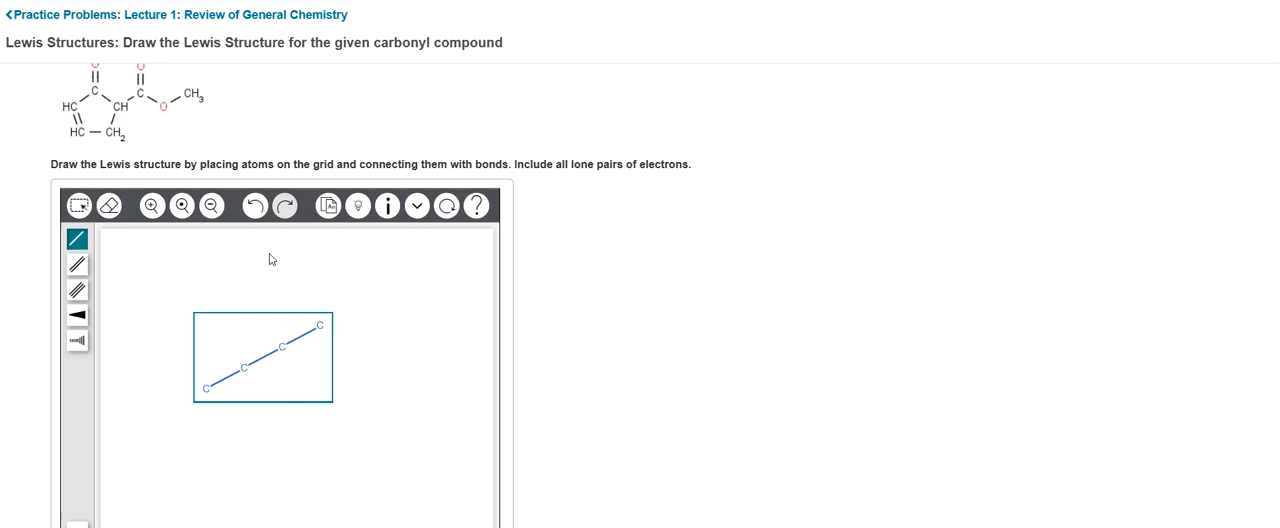 Practice Problems: Lecture 1: Review of General Chemistry
Lewis Structures: Draw the Lewis Structure for the given carbonyl compound
O O
C C CH3
HC CH O
HC — CH2
Draw the Lewis structure by placing atoms on the grid and connecting them with bonds. Include all lone pairs of electrons.
An i ?
C
C
C
C